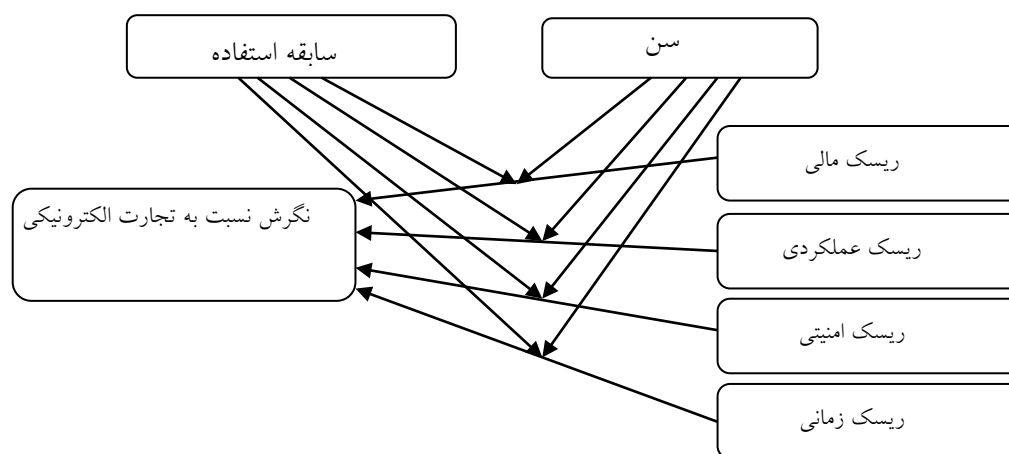 سن
سابقه استفاده
ریسک مالی
نگرش نسبت به تجارت الکترونیکی
ریسک عملکردی
ریسک امنیتی
ریسک زمانی